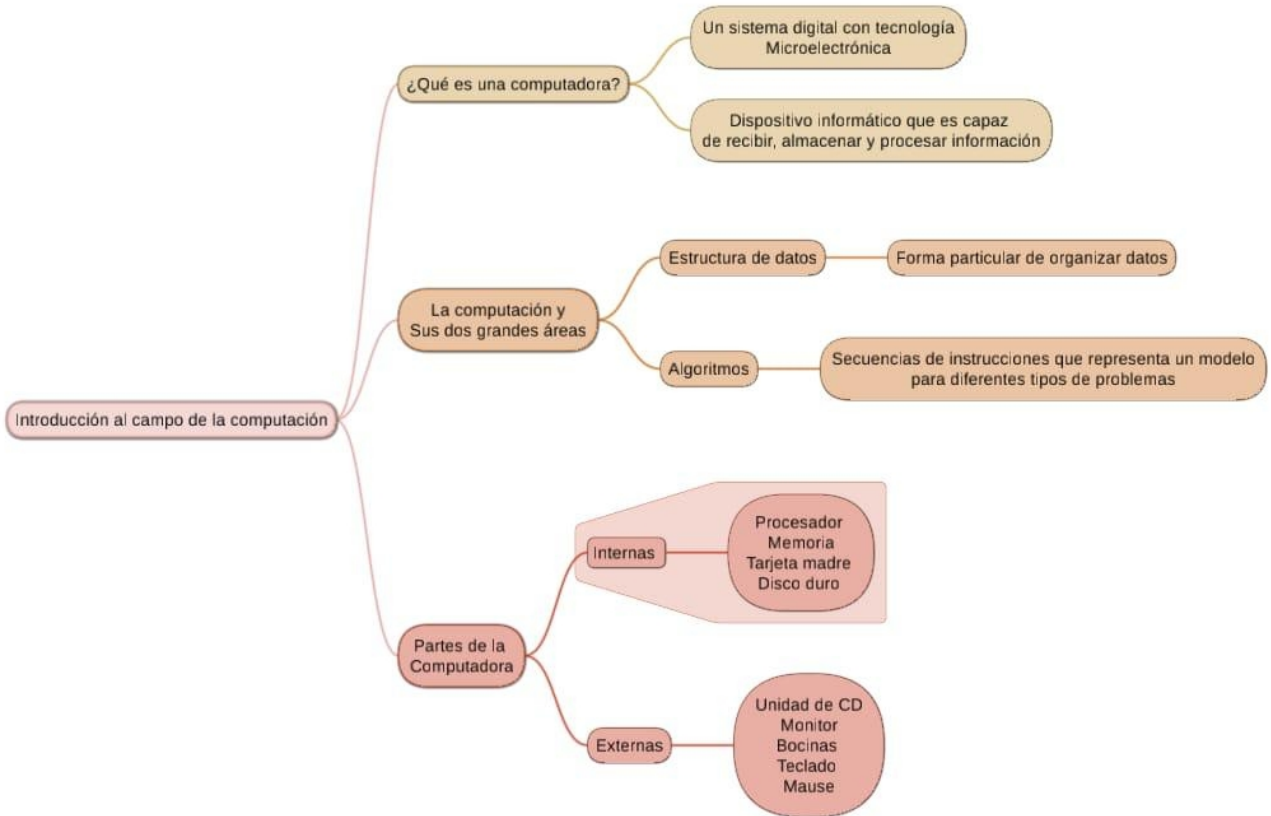 Un sistema digital con tecnología
Microelectrónica
¿Qué es una computadora?
Dispositivo informático que es capaz
de recibir, almacenar y procesar información
Estructura de datos
Forma particular de organizar datos
La computación y
Sus dos grandes áreas
Algoritmos
Secuencias de instrucciones que representa un modelo
para diferentes tipos de problemas
Introducción al campo de la computación
Procesador
Memoria
Tarjeta madre
Disco duro
Internas
Partes de la
Computadora
Externas
Unidad de CD
Monitor
Bocinas
Teclado
Mause